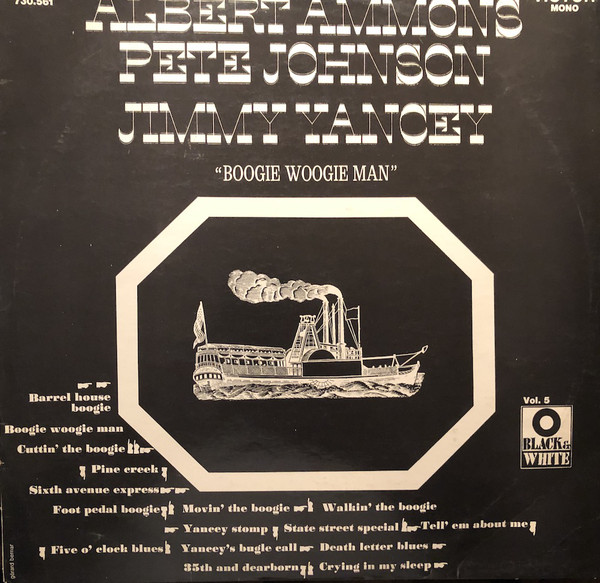 730.561
MONO
ALBERT AMMONS
PETE JOHNSON
JIMMY YANCEY
“BOOGIE WOOGIE MAN”
Barrel house
boogie
Boogie woogie man
Cuttin' the boogie
Pine creek
Sixth avenue express
Foot pedal boogie Movin' the boogie Walkin' the boogie
Yancey stomp State street special Tell' em about me
Five o' clock blues Yancey's bugle call Death letter blues
35th and dearborn Crying in my sleep
Vol. 5
BLACK &
WHITE
gérard bemar